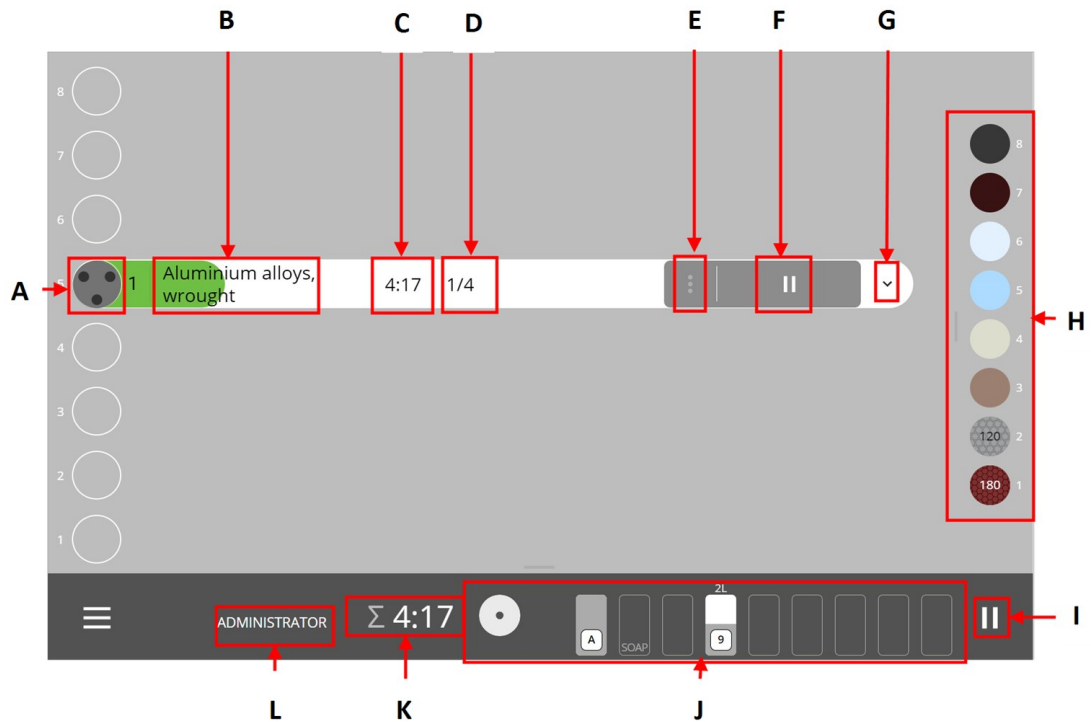 B C D E F G
8
7
8
7
6
6
A 1 Aluminium alloys,
wrought
4:17 1/4
5
H
4
4
3
3
120 2
2
180 1
1
2L
ADMINISTRATOR Σ 4:17 A SOAP 9 I
L K J